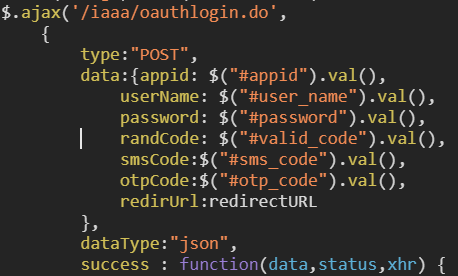 $.ajax('/iaaa/oauthlogin.do',
{
type:"POST",
data:{appid: $("#appid").val(),
userName: $("#user_name").val(),
password: $("#password").val(),
randCode: $("#valid_code").val(),
smsCode:$("#sms_code").val(),
otpCode:$("#otp_code").val(),
redirUrl:redirectURL
},
dataType:"json",
success : function(data,status,xhr) {